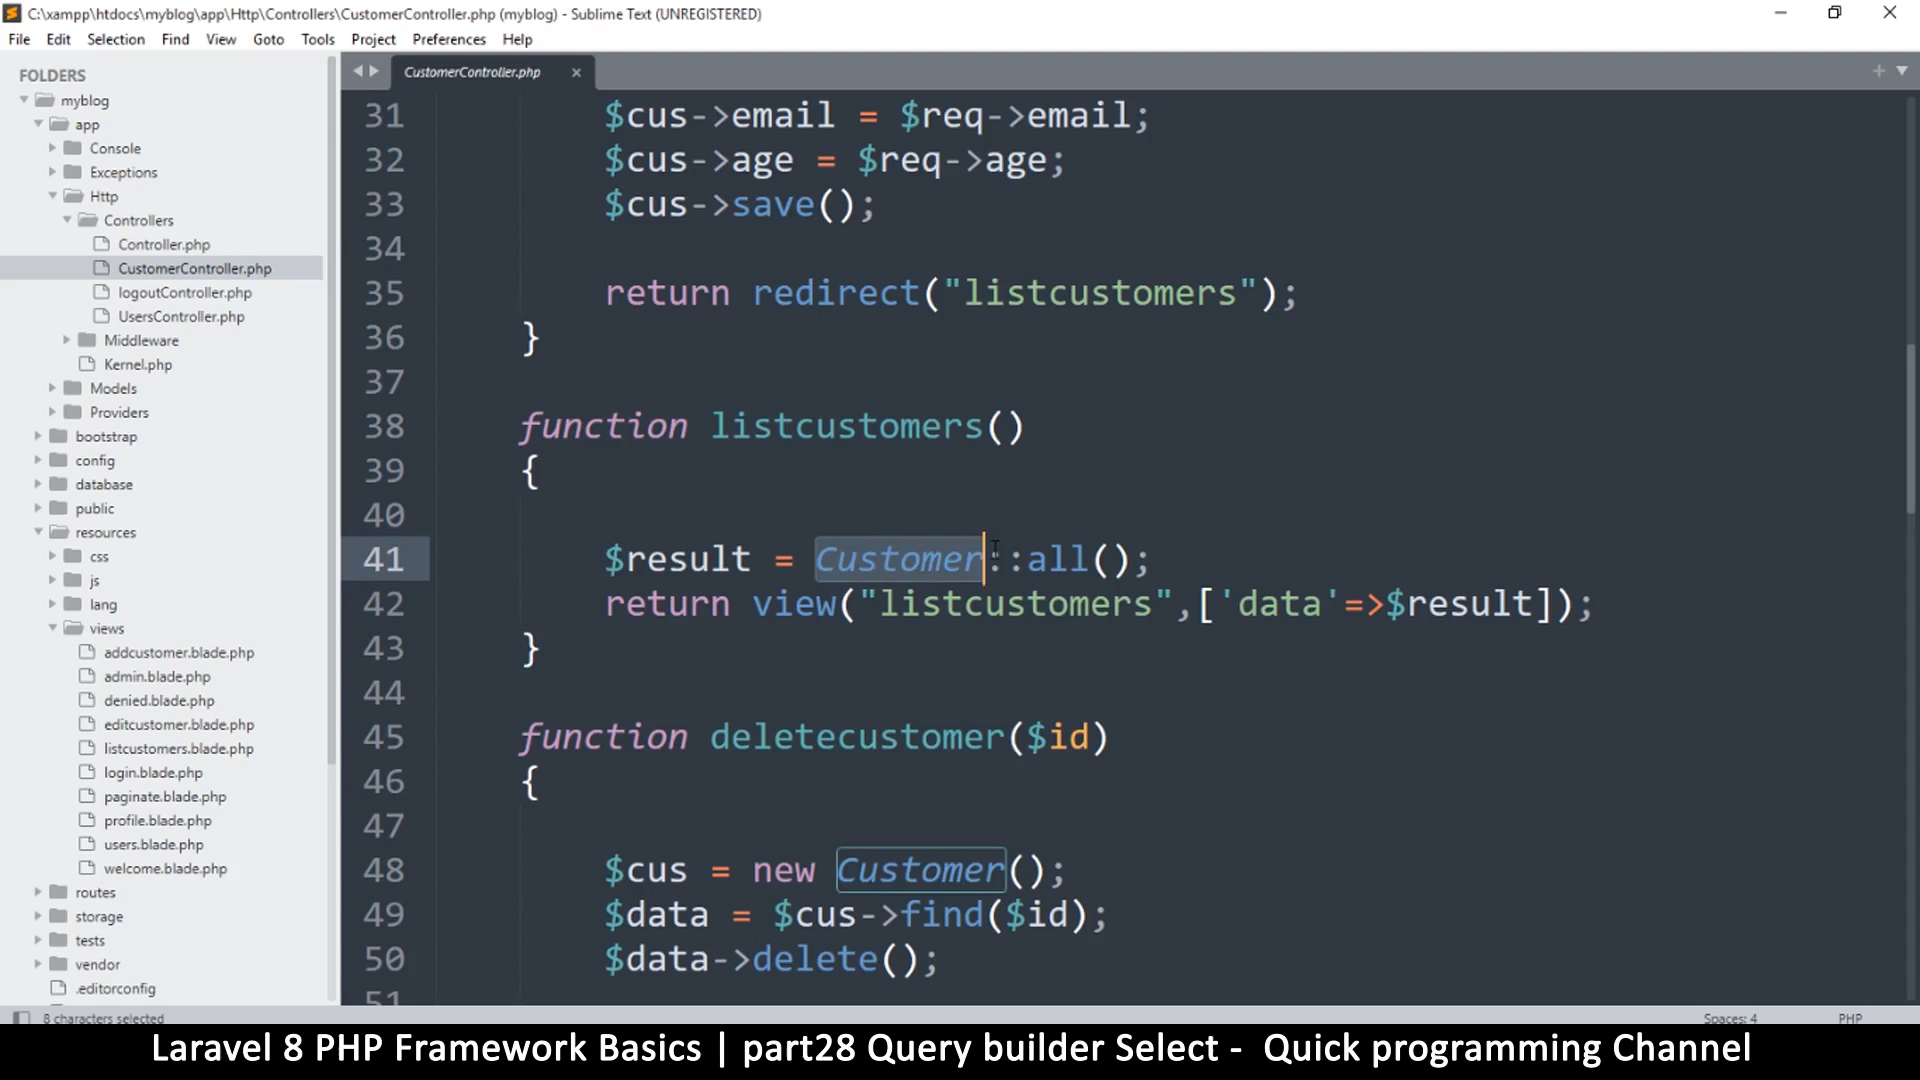 C:\xampp\htdocs\myblog\app\Http\Controllers\CustomerController.php (myblog) - Sublime Text (UNREGISTERED)
File Edit Selection Find View Goto Tools Project Preferences Help
FOLDERS
myblog
app
Console
Exceptions
Http
Controllers
Controller.php
CustomerController.php
logoutController.php
UsersController.php
Middleware
Kernel.php
Models
Providers
bootstrap
config
database
public
resources
css
js
lang
views
addcustomer.blade.php
admin.blade.php
denied.blade.php
editcustomer.blade.php
listcustomers.blade.php
login.blade.php
paginate.blade.php
profile.blade.php
users.blade.php
welcome.blade.php
routes
storage
tests
vendor
.editorconfig
CustomerController.php
31 $cus->email = $req->email;
32 $cus->age = $req->age;
33 $cus->save();
34
35 return redirect("listcustomers");
36 }
37
38 function listcustomers()
39 {
40
41 $result = Customer::all();
42 return view("listcustomers",['data'=>$result]);
43 }
44
45 function deletecustomer($id)
46 {
47
48 $cus = new Customer();
49 $data = $cus->find($id);
50 $data->delete();
51
8 characters selected
Spaces: 4 PHP
Laravel 8 PHP Framework Basics | part28 Query builder Select - Quick programming Channel